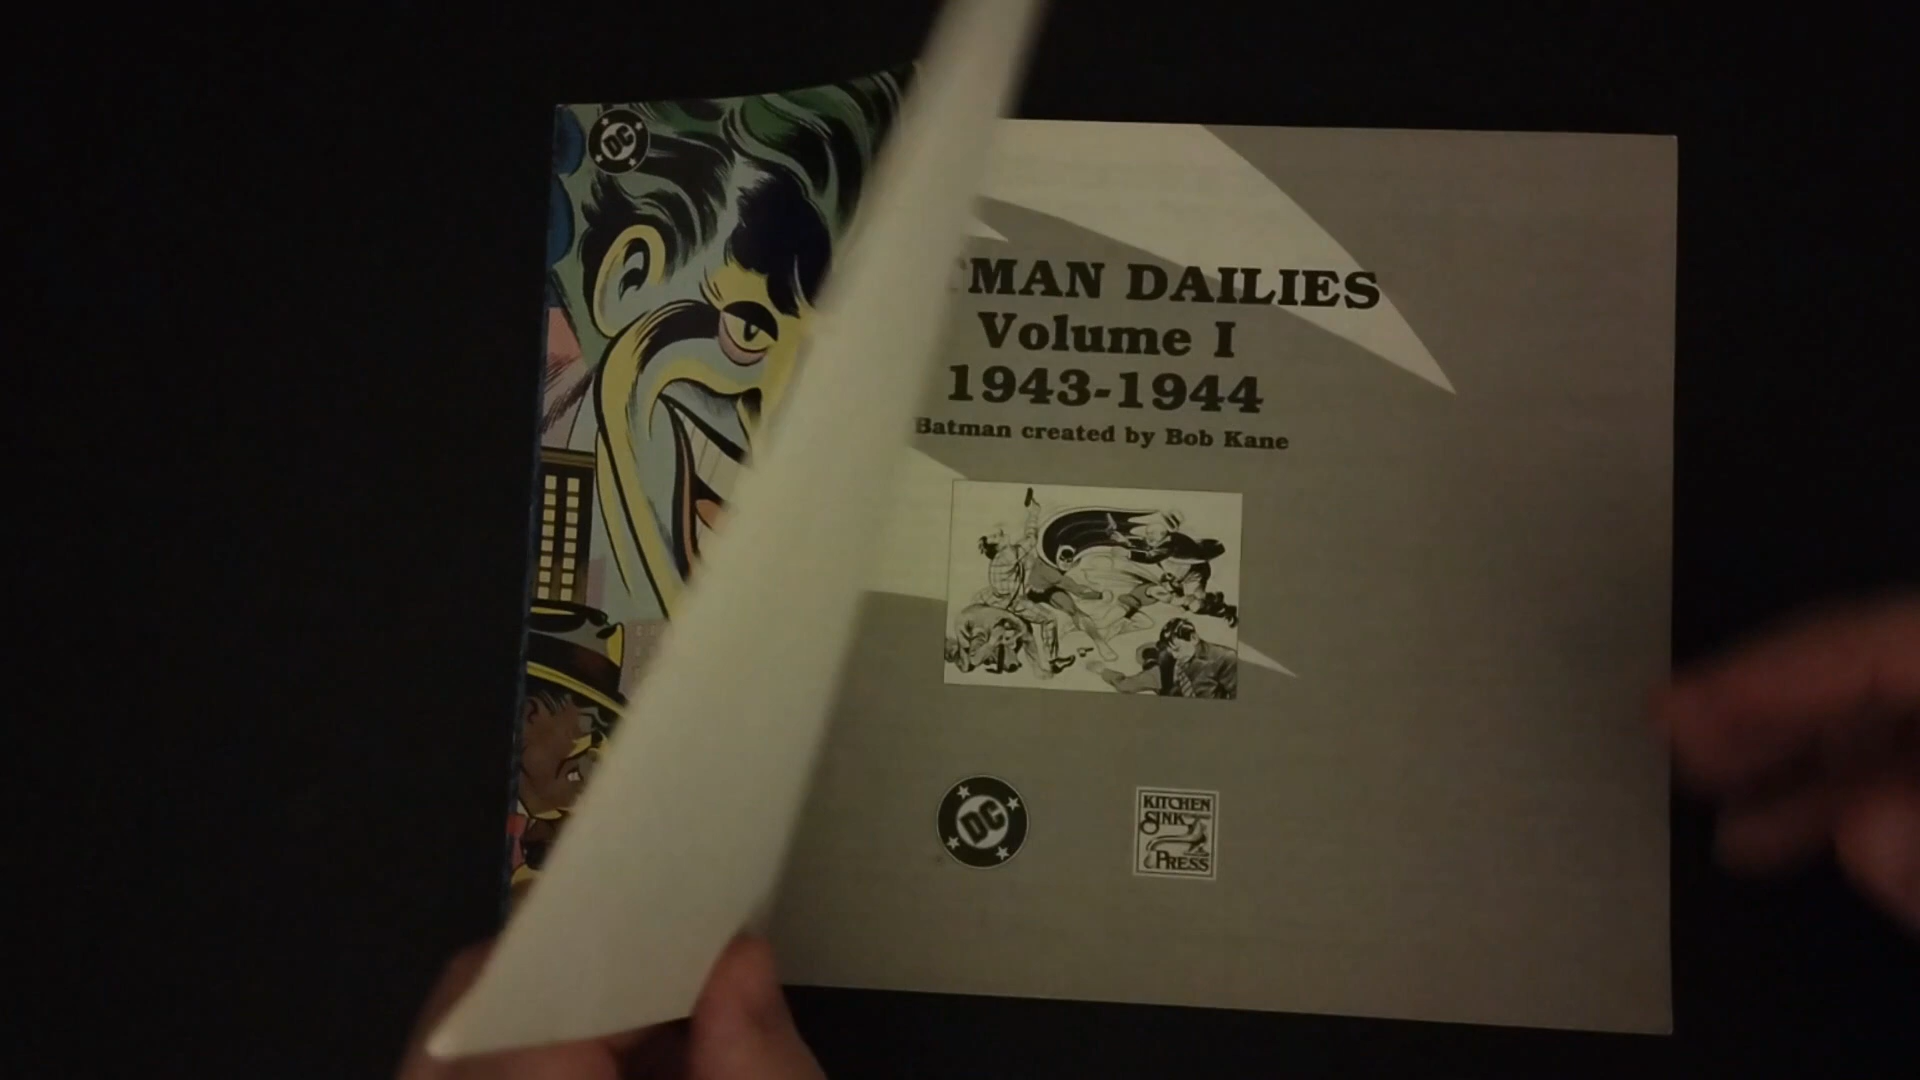 DC
MAN DAILIES
Volume I
1943-1944
Batman created by Bob Kane
DC
KITCHEN
SINK
PRESS